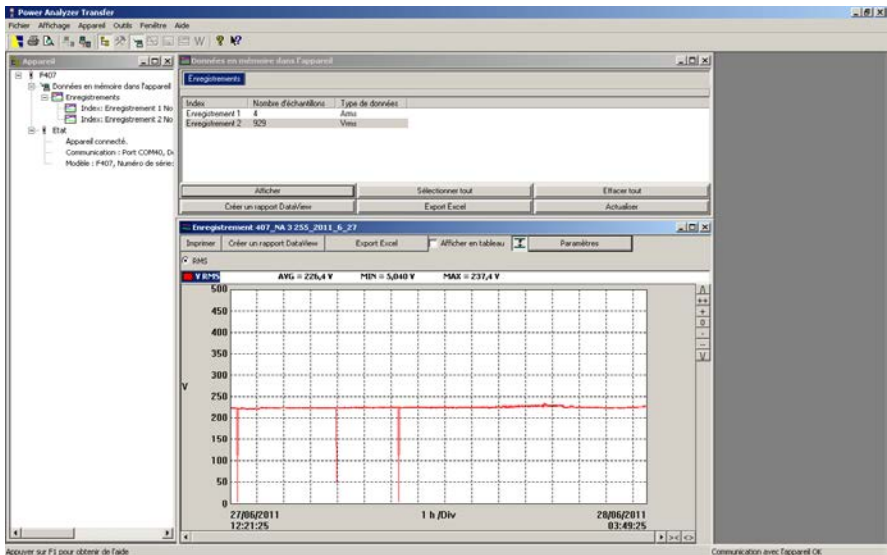 Power Analyzer Transfer
Fichier Affichage Appareil Outils Fenêtre Aide
Appareil
F407
Données en mémoire dans l'appareil
Enregistrements
Index: Enregistrement 1 No
Index: Enregistrement 2 No
Etat
Appareil connecté.
Communication : Port COM40, D
Modèle : F407, Numéro de série:
Données en mémoire dans l'appareil
Enregistrements
Index Nombre d'échantillons Type de données
Enregistrement 1 4 Arms
Enregistrement 2 929 Vrms
Afficher Sélectionner tout Effacer tout
Créer un rapport DataView Export Excel Actualiser
Enregistrement 407_NA 3 255_2011_6_27
Imprimer Créer un rapport DataView Export Excel Afficher en tableau Paramètres
RMS
V RMS AVG = 226,4 V MIN = 5,040 V MAX = 237,4 V
500
450
400
350
300
V
250
200
150
100
50
0
27/06/2011 1 h /Div 28/06/2011
12:21:25 03:49:25
Appuyer sur F1 pour obtenir de l'aide Communication avec l'appareil OK